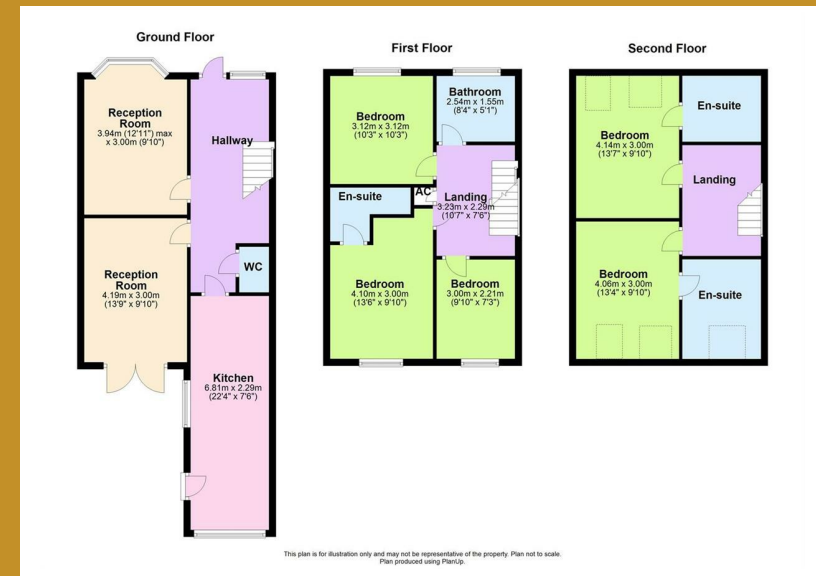 Ground Floor
Reception
Room
3.94m (12'11") max
x 3.00m (9'10")
Hallway
Reception
Room
4.19m x 3.00m
(13'9" x 9'10")
WC
Kitchen
6.81m x 2.29m
(22'4" x 7'6")
First Floor
Bedroom
3.12m x 3.12m
(10'3" x 10'3")
Bathroom
2.54m x 1.55m
(8'4" x 5'1")
En-suite
AC
Landing
3.23m x 2.29m
(10'7" x 7'6")
Bedroom
4.10m x 3.00m
(13'6" x 9'10")
Bedroom
3.00m x 2.21m
(9'10" x 7'3")
Second Floor
Bedroom
4.14m x 3.00m
(13'7" x 9'10")
En-suite
Landing
Bedroom
4.06m x 3.00m
(13'4" x 9'10")
En-suite
This plan is for illustration only and may not be representative of the property. Plan not to scale.
Plan produced using PlanUp.